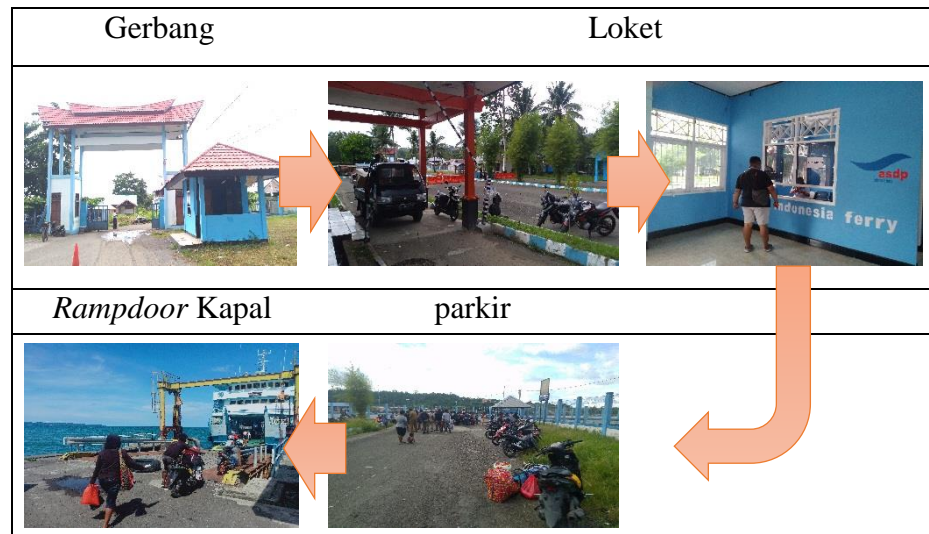 Gerbang
Loket
asdp
indonesia ferry
Rampdoor Kapal
parkir